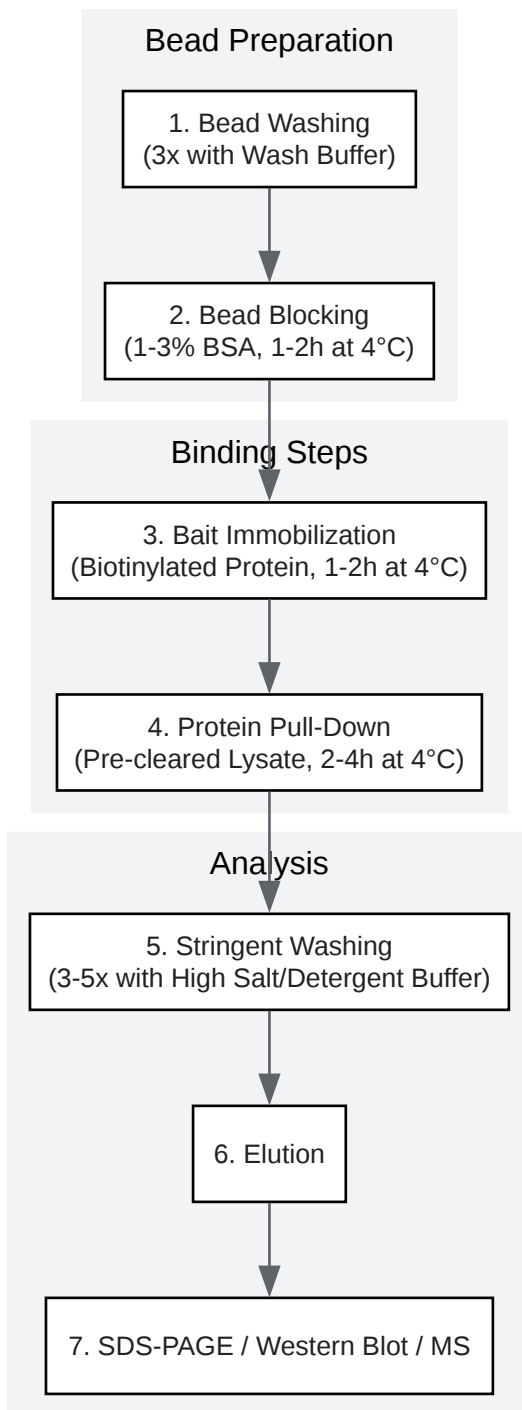 Bead Preparation
1. Bead Washing
(3x with Wash Buffer)
2. Bead Blocking
(1-3% BSA, 1-2h at 4°C)
Binding Steps
3. Bait Immobilization
(Biotinylated Protein, 1-2h at 4°C)
4. Protein Pull-Down
(Pre-cleared Lysate, 2-4h at 4°C)
Analysis
5. Stringent Washing
(3-5x with High Salt/Detergent Buffer)
6. Elution
7. SDS-PAGE / Western Blot / MS